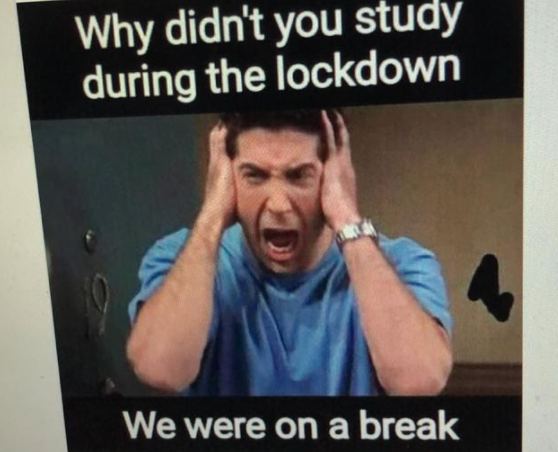 Why didn't you study
during the lockdown
We were on a break